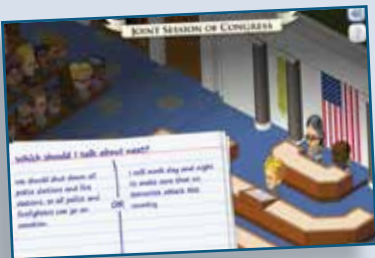 JOINT SESSION OF CONGRESS
Which should I talk about next?
We should shut down all
police stations and fire
stations, so all police and
firefighters can go on
vacation.
OR
I will work day and night
to make sure that no
terrorists attack this
country.